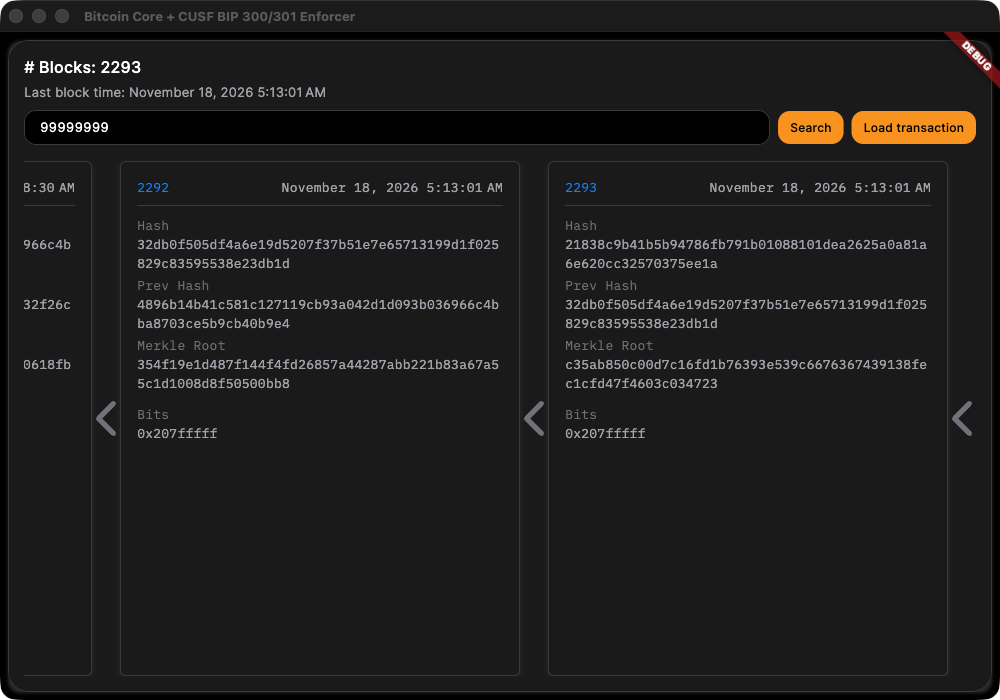 Bitcoin Core + CUSF BIP 300/301 Enforcer
DEBUG
# Blocks: 2293
Last block time: November 18, 2026 5:13:01 AM
99999999
Search
Load transaction
8:30 AM
966c4b
32f26c
0618fb
2292
November 18, 2026 5:13:01 AM
Hash
32db0f505df4a6e19d5207f37b51e7e65713199d1f025
829c83595538e23db1d
Prev Hash
4896b14b41c581c127119cb93a042d1d093b036966c4b
ba8703ce5b9cb40b9e4
Merkle Root
354f19e1d487f144f4fd26857a44287abb221b83a67a5
5c1d1008d8f50500bb8
Bits
0x207fffff
2293
November 18, 2026 5:13:01 AM
Hash
21838c9b41b5b94786fb791b01088101dea2625a0a81a
6e620cc32570375ee1a
Prev Hash
32db0f505df4a6e19d5207f37b51e7e65713199d1f025
829c83595538e23db1d
Merkle Root
c35ab850c00d7c16fd1b76393e539c6676367439138fe
c1cfd47f4603c034723
Bits
0x207fffff